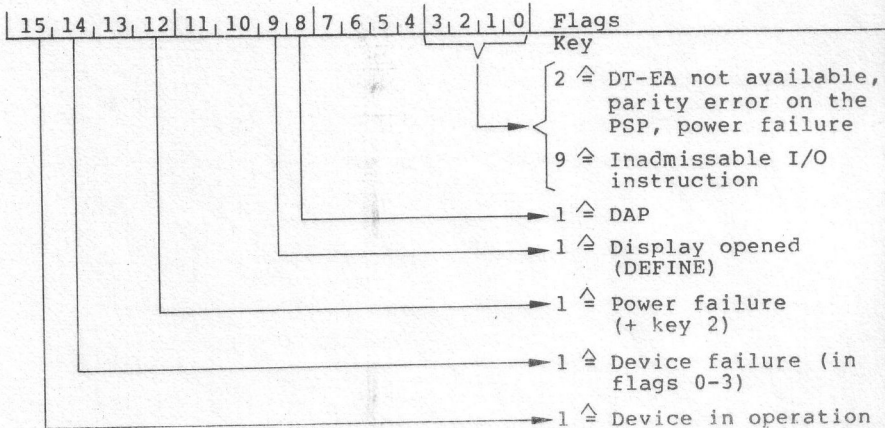 15 14 13 12 11 10 9 8 7 6 5 4 3 2 1 0 Flags
Key
2 ≙ DT-EA not available,
parity error on the
PSP, power failure
9 ≙ Inadmissable I/O
instruction
1 ≙ DAP
1 ≙ Display opened
(DEFINE)
1 ≙ Power failure
(+ key 2)
1 ≙ Device failure (in
flags 0-3)
1 ≙ Device in operation